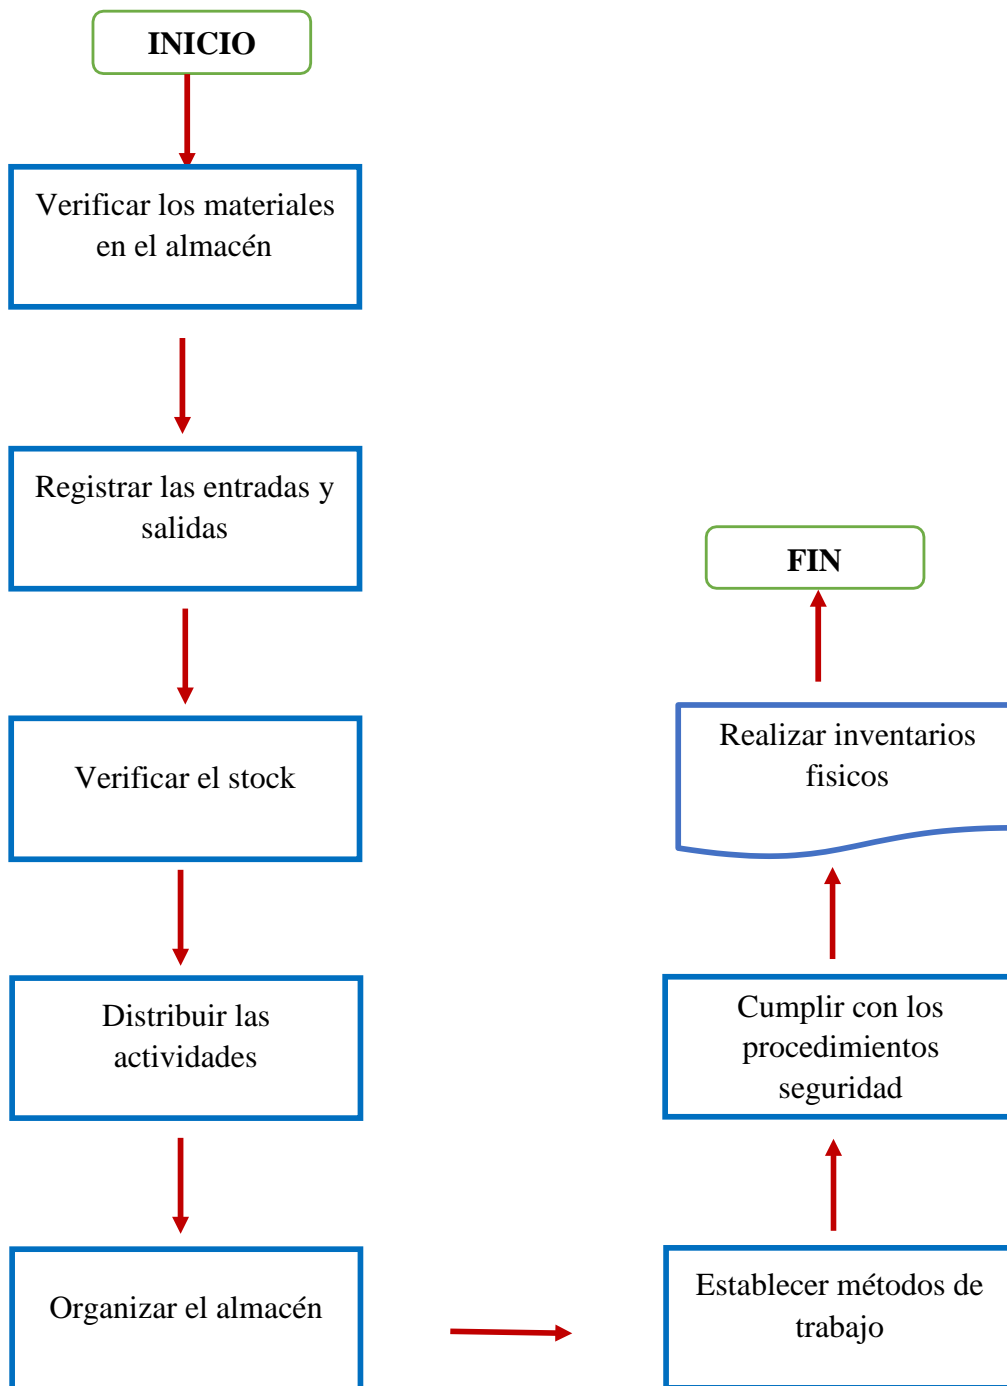 INICIO
Verificar los materiales
en el almacén
Registrar las entradas y
salidas
Verificar el stock
Distribuir las
actividades
Organizar el almacén
Establecer métodos de
trabajo
Cumplir con los
procedimientos
seguridad
Realizar inventarios
fisicos
FIN